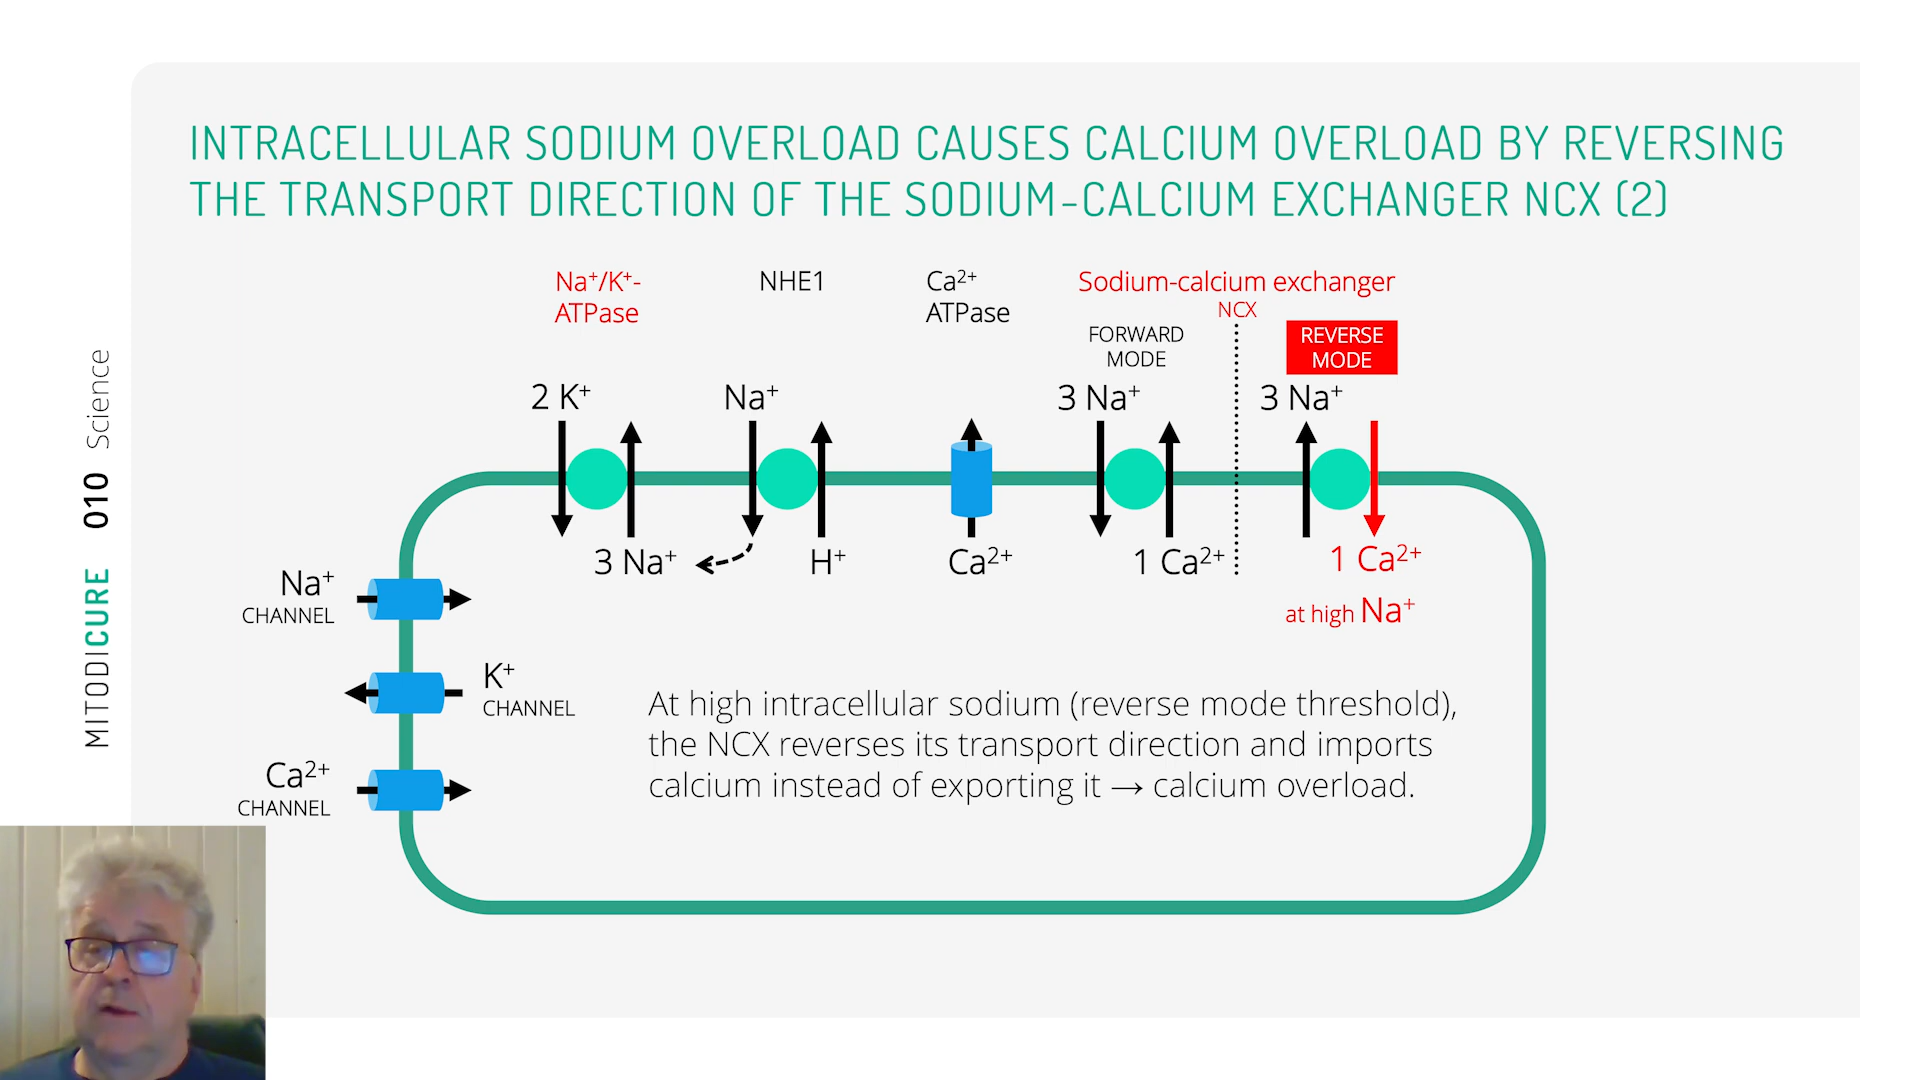 INTRACELLULAR SODIUM OVERLOAD CAUSES CALCIUM OVERLOAD BY REVERSING
THE TRANSPORT DIRECTION OF THE SODIUM-CALCIUM EXCHANGER NCX (2)
Na⁺/K⁺-
ATPase
NHE1
Ca²⁺
ATPase
Sodium-calcium exchanger
NCX
FORWARD
MODE
REVERSE
MODE
2 K⁺
Na⁺
3 Na⁺
3 Na⁺
3 Na⁺
H⁺
Ca²⁺
1 Ca²⁺
1 Ca²⁺
at high Na⁺
Na⁺
CHANNEL
K⁺
CHANNEL
Ca²⁺
CHANNEL
At high intracellular sodium (reverse mode threshold),
the NCX reverses its transport direction and imports
calcium instead of exporting it → calcium overload.
MITODICURE 010 Science